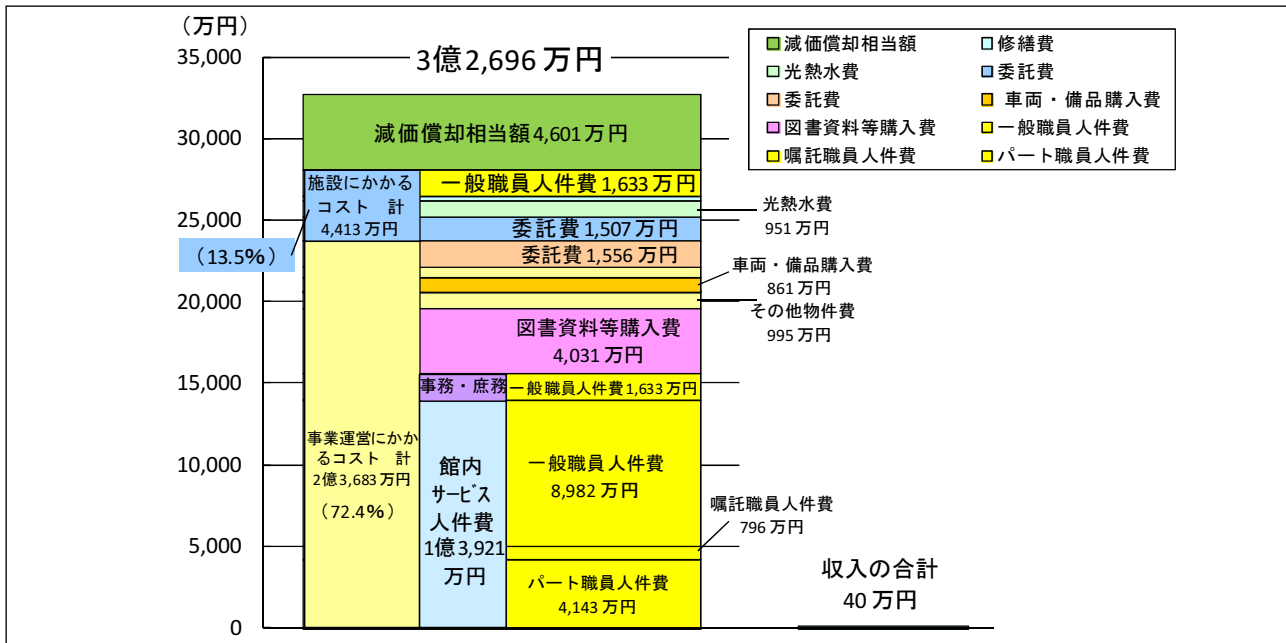 （万円）
35,000
30,000
25,000
20,000
15,000
10,000
5,000
0
3億2,696万円
減価償却相当額
修繕費
光熱水費
委託費
委託費
車両・備品購入費
図書資料等購入費
一般職員人件費
嘱託職員人件費
パート職員人件費
減価償却相当額4,601万円
施設にかかる
コスト 計
4,413万円
（13.5%）
一般職員人件費1,633万円
光熱水費
951万円
委託費1,507万円
委託費1,556万円
車両・備品購入費
861万円
その他物件費
995万円
図書資料等購入費
4,031万円
事務・庶務
一般職員人件費1,633万円
事業運営にかか
るコスト 計
2億3,683万円
（72.4%）
館内
ｻｰﾋﾞｽ
人件費
1億3,921
万円
一般職員人件費
8,982万円
嘱託職員人件費
796万円
パート職員人件費
4,143万円
収入の合計
40万円